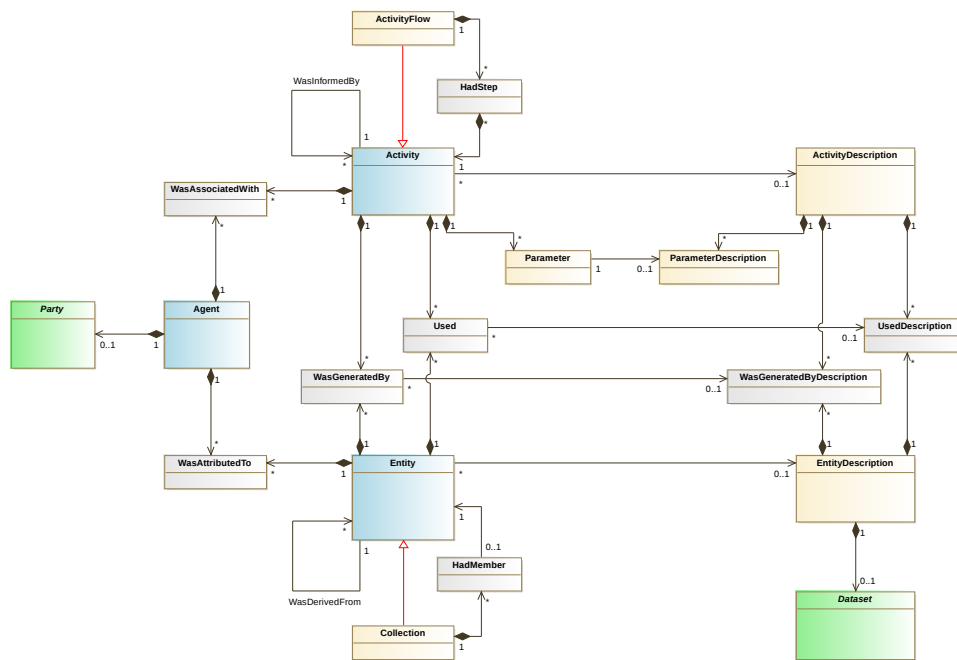 ActivityFlow
1
*
HadStep
WasInformedBy
*
1
*
Activity
1
*
0..1
ActivityDescription
WasAssociatedWith
*
1
*
1
1
1
1
1
1
*
*
Parameter
1
0..1
ParameterDescription
1
Party
0..1
1
Agent
*
*
Used
*
0..1
UsedDescription
*
*
WasGeneratedBy
*
0..1
WasGeneratedByDescription
1
*
*
*
*
*
1
1
1
1
WasAttributedTo
*
1
Entity
*
0..1
EntityDescription
*
1
1
1
0..1
HadMember
0..1
WasDerivedFrom
*
Dataset
Collection
1